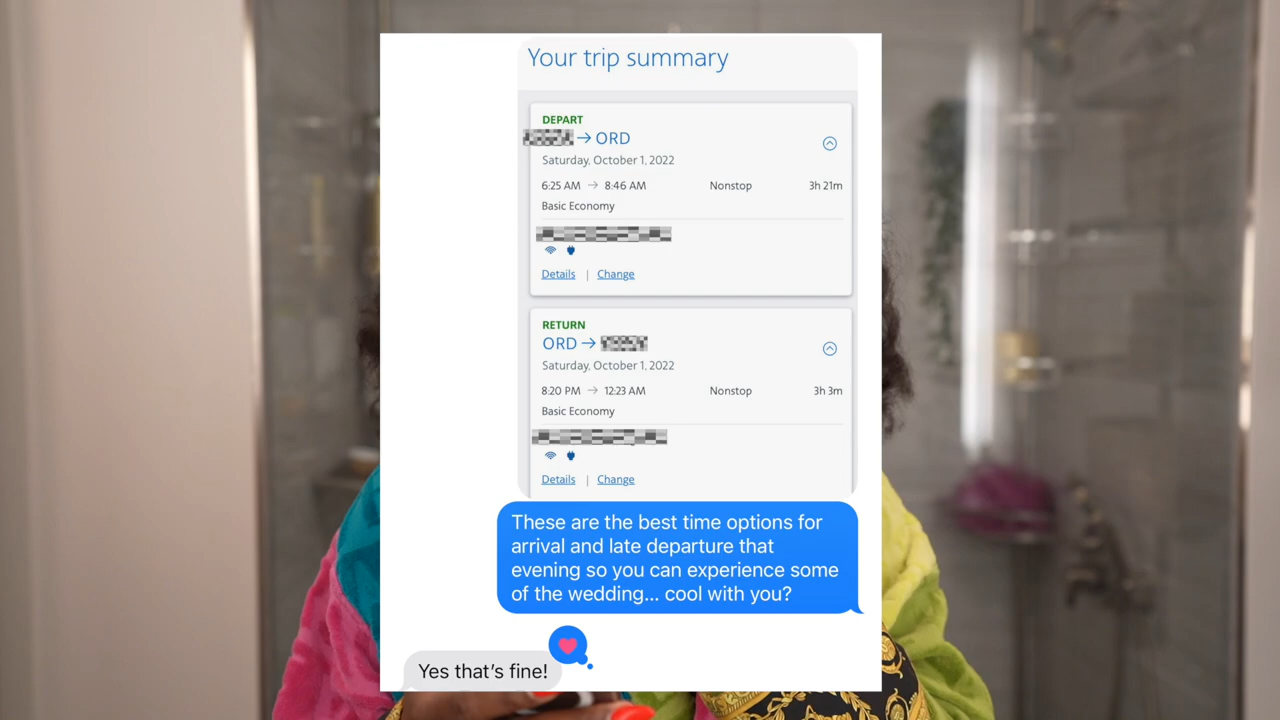 Your trip summary
DEPART
→ ORD
Saturday, October 1, 2022
6:25 AM → 8:46 AM Nonstop 3h 21m
Basic Economy
Details | Change
RETURN
ORD →
Saturday, October 1, 2022
8:20 PM → 12:23 AM Nonstop 3h 3m
Basic Economy
Details | Change
These are the best time options for
arrival and late departure that
evening so you can experience some
of the wedding... cool with you?
Yes that's fine!